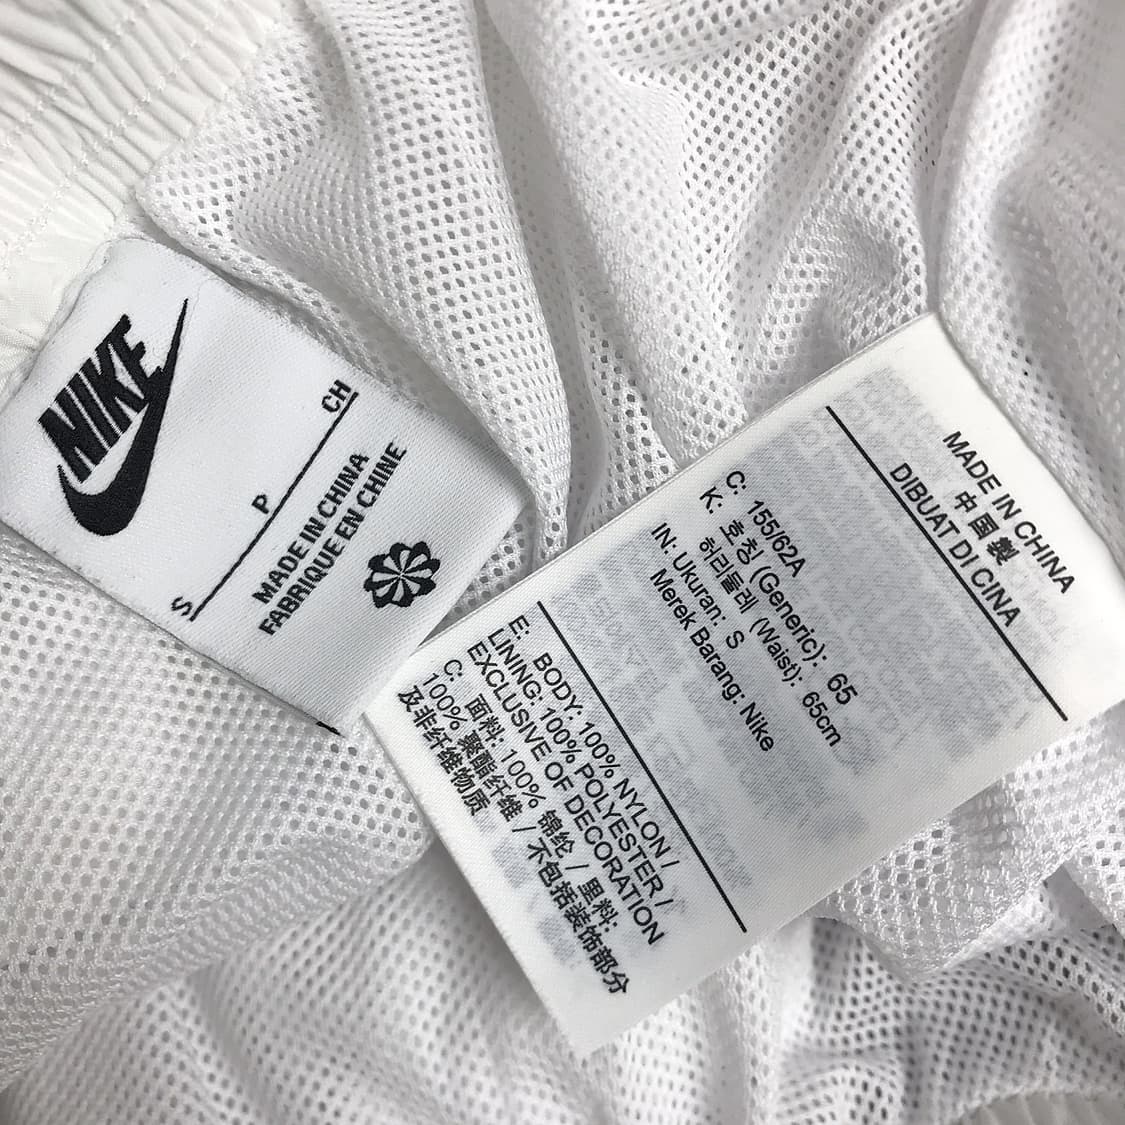 NIKE
S P CH
MADE IN CHINA
FABRIQUE EN CHINE
MADE IN CHINA
中国製
DIBUAT DI CINA
C: 155/62A
K: 호칭 (Generic): 65
허리둘레 (Waist): 65cm
IN: Ukuran: S
Merek Barang: Nike
E: BODY: 100% NYLON /
LINING: 100% POLYESTER /
EXCLUSIVE OF DECORATION
C: 面料: 100% 锦纶 / 里料:
100% 聚酯纤维 / 不包括装饰部分
及非纤维物质